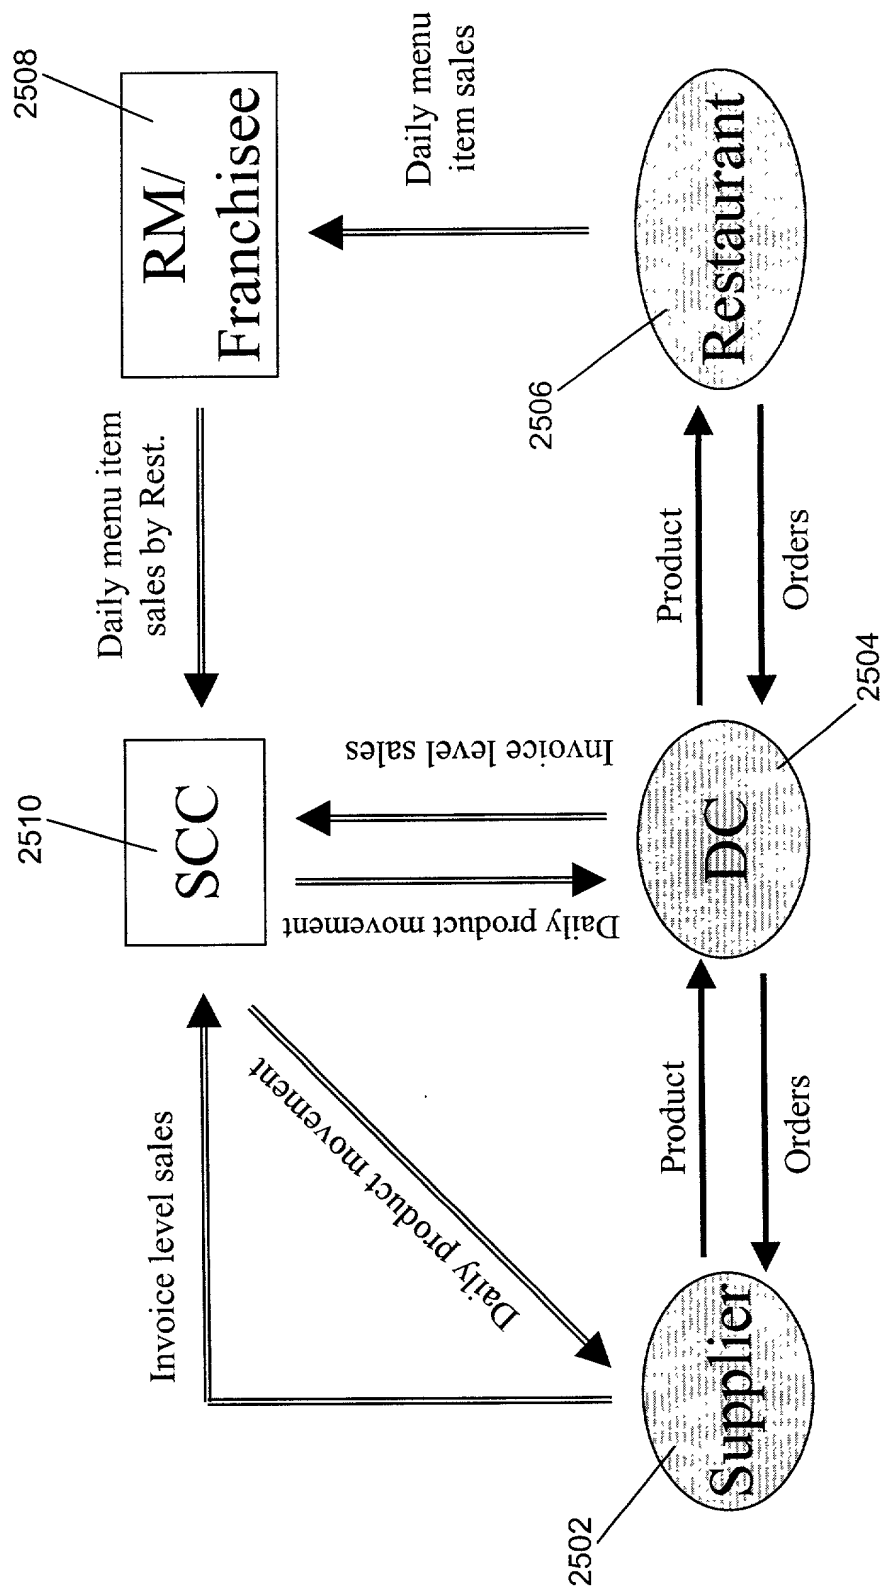 2510
SCC
2508
RM/
Franchisee
Daily menu item
sales by Rest.
Invoice level sales
Daily product movement
Daily product movement
Invoice level sales
Daily menu
item sales
2502
Supplier
Product
Orders
DC
2504
Product
Orders
2506
Restaurant